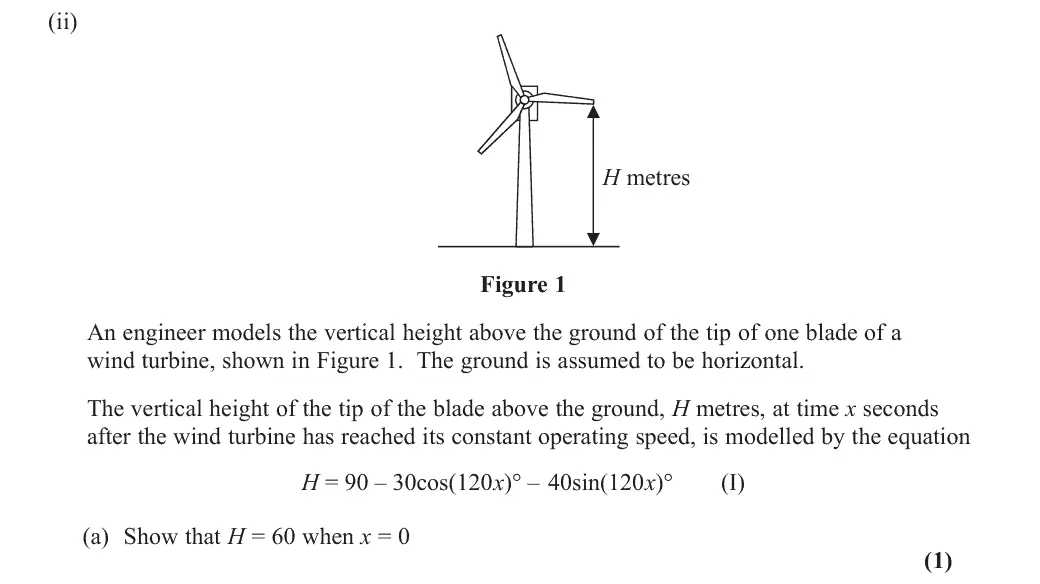 (ii)
H metres
Figure 1
An engineer models the vertical height above the ground of the tip of one blade of a
wind turbine, shown in Figure 1. The ground is assumed to be horizontal.
The vertical height of the tip of the blade above the ground, H metres, at time x seconds
after the wind turbine has reached its constant operating speed, is modelled by the equation
H = 90 – 30cos(120x)° – 40sin(120x)° (I)
(a) Show that H = 60 when x = 0
(1)